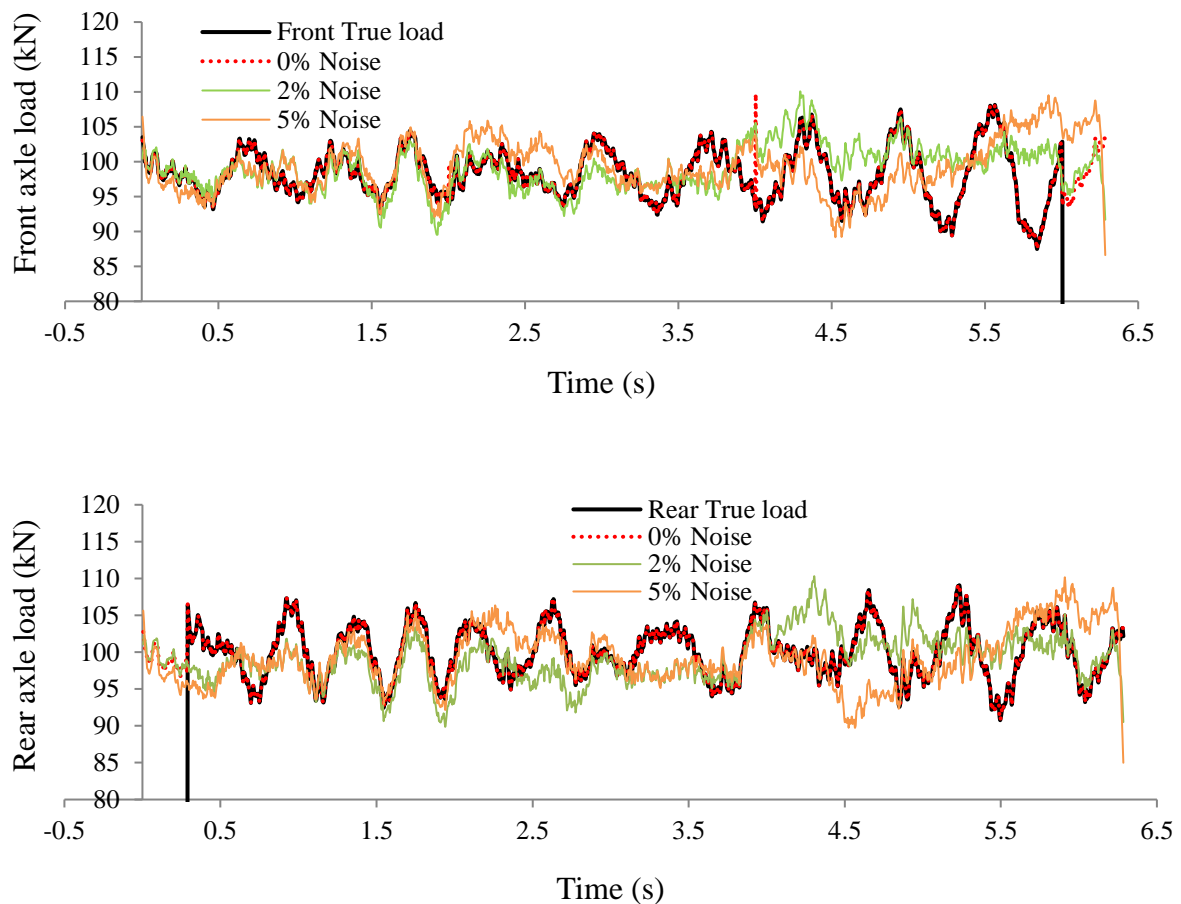 Front axle load (kN)
120
115
110
105
100
95
90
85
80
Front True load
0% Noise
2% Noise
5% Noise
-0.5
0.5
1.5
2.5
3.5
4.5
5.5
6.5
Time (s)
Rear axle load (kN)
120
115
110
105
100
95
90
85
80
Rear True load
0% Noise
2% Noise
5% Noise
-0.5
0.5
1.5
2.5
3.5
4.5
5.5
6.5
Time (s)